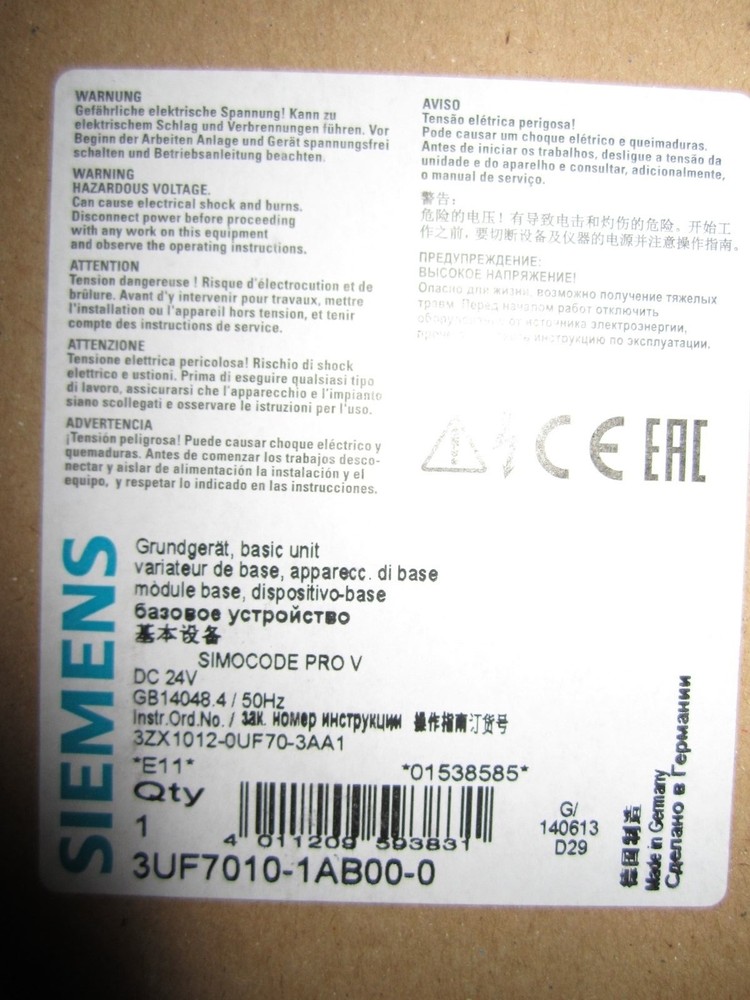 WARNUNG
Gefährliche elektrische Spannung! Kann zu
elektrischem Schlag und Verbrennungen führen. Vor
Beginn der Arbeiten Anlage und Gerät spannungsfrei
schalten und Betriebsanleitung beachten.
WARNING
HAZARDOUS VOLTAGE.
Can cause electrical shock and burns.
Disconnect power before proceeding
with any work on this equipment
and observe the operating instructions.
ATTENTION
Tension dangereuse ! Risque d'électrocution et de
brûlure. Avant d'y intervenir pour travaux, mettre
l'installation ou l'appareil hors tension, et tenir
compte des instructions de service.
ATTENZIONE
Tensione elettrica pericolosa! Rischio di shock
elettrico e ustioni. Prima di eseguire qualsiasi tipo
di lavoro, assicurarsi che l'apparecchio e l'impianto
siano scollegati e osservare le istruzioni per l'uso.
ADVERTENCIA
¡Tensión peligrosa! Puede causar choque eléctrico y
quemaduras. Antes de comenzar los trabajos desco-
nectar y aislar de alimentación la instalación y el
equipo, y respetar lo indicado en las instrucciones.
AVISO
Tensão elétrica perigosa!
Pode causar um choque elétrico e queimaduras.
Antes de iniciar os trabalhos, desligue a tensão da
unidade e do aparelho e consultar, adicionalmente,
o manual de serviço.
警告:
危险的电压! 有导致电击和灼伤的危险。开始工
作之前, 要切断设备及仪器的电源并注意操作指南。
ПРЕДУПРЕЖДЕНИЕ:
ВЫСОКОЕ НАПРЯЖЕНИЕ!
Опасно для жизни, возможно получение тяжелых
травм. Перед началом работ отключить
оборудование от источника электроэнергии,
инструкцию по эксплуатации.
CE EAC
SIEMENS
Grundgerät, basic unit
variateur de base, apparecc. di base
mòdule base, dispositivo-base
базовое устройство
基本设备
SIMOCODE PRO V
DC 24V
GB14048.4 / 50Hz
Instr.Ord.No. / зак. номер инструкции 操作指南订货号
3ZX1012-0UF70-3AA1
*E11* *01538585*
Qty
1
4 011209 593831
3UF7010-1AB00-0
G/
140613
D29
德国制造
Made in Germany
Сделано в Германии